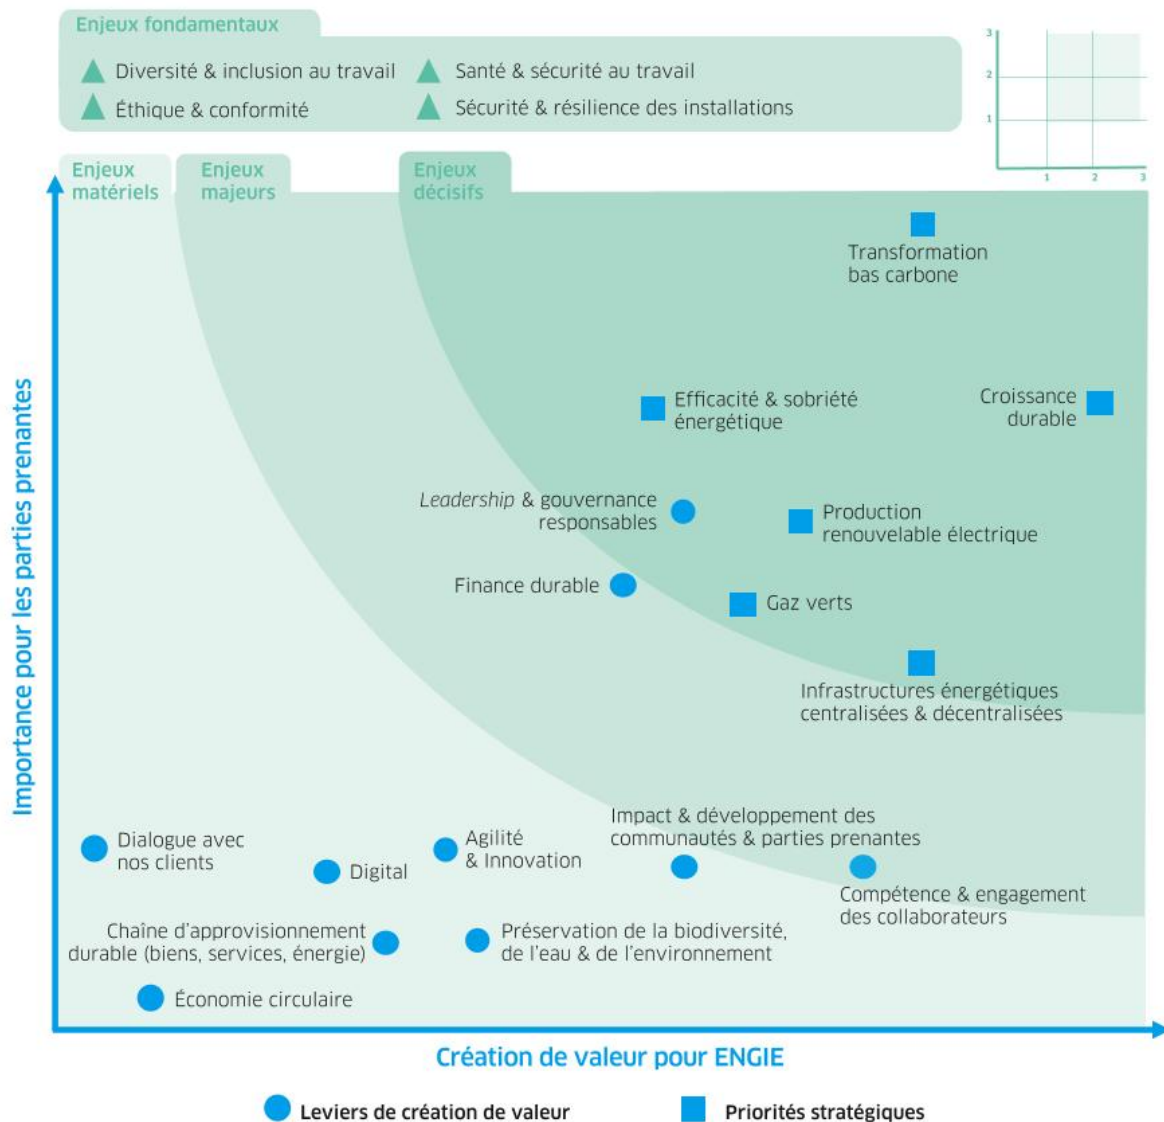 Enjeux fondamentaux
Diversité & inclusion au travail
Santé & sécurité au travail
Éthique & conformité
Sécurité & résilience des installations
3
2
1
1
2
3
Enjeux
matériels
Enjeux
majeurs
Enjeux
décisifs
Importance pour les parties prenantes
Transformation
bas carbone
Efficacité & sobriété
énergétique
Croissance
durable
Leadership & gouvernance
responsables
Production
renouvelable électrique
Finance durable
Gaz verts
Infrastructures énergétiques
centralisées & décentralisées
Dialogue avec
nos clients
Digital
Agilité
& Innovation
Impact & développement des
communautés & parties prenantes
Compétence & engagement
des collaborateurs
Chaîne d'approvisionnement
durable (biens, services, énergie)
Préservation de la biodiversité,
de l'eau & de l'environnement
Économie circulaire
Création de valeur pour ENGIE
Leviers de création de valeur
Priorités stratégiques